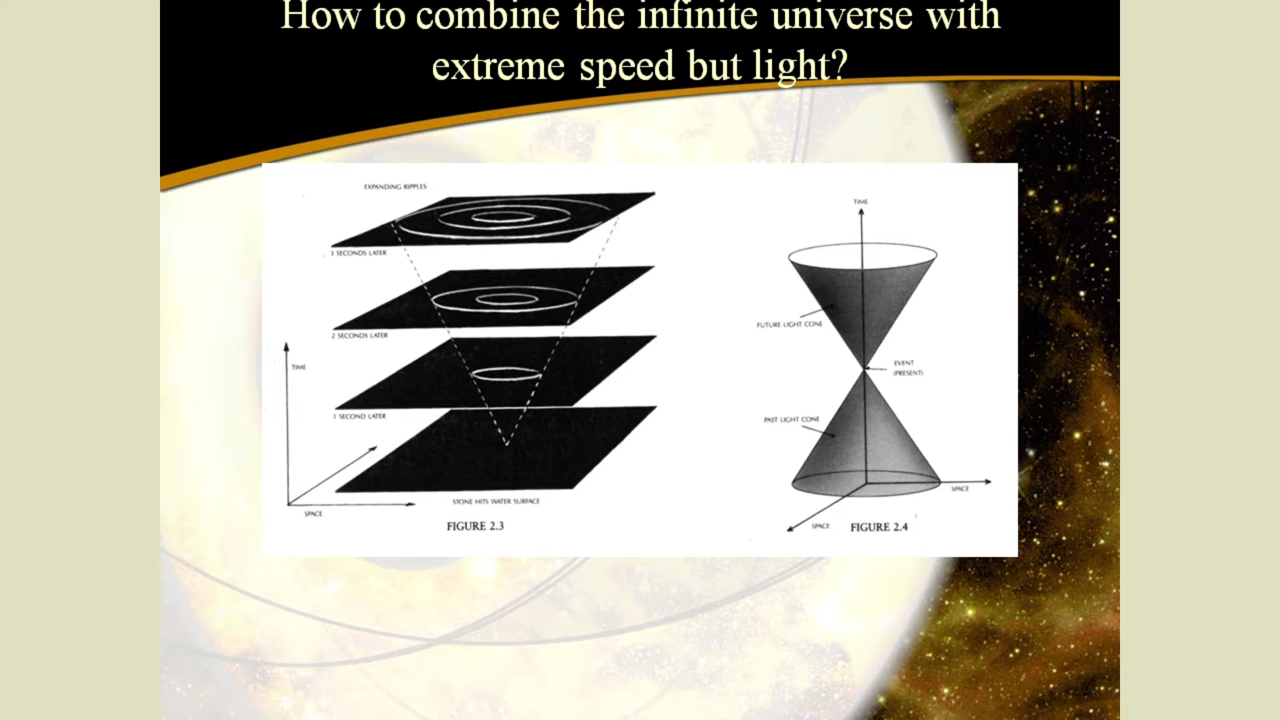 How to combine the infinite universe with
extreme speed but light?
EXPANDING RIPPLES
3 SECONDS LATER
2 SECONDS LATER
TIME
1 SECOND LATER
STONE HITS WATER SURFACE
SPACE
FIGURE 2.3
TIME
FUTURE LIGHT CONE
EVENT
(PRESENT)
PAST LIGHT CONE
SPACE
SPACE
FIGURE 2.4